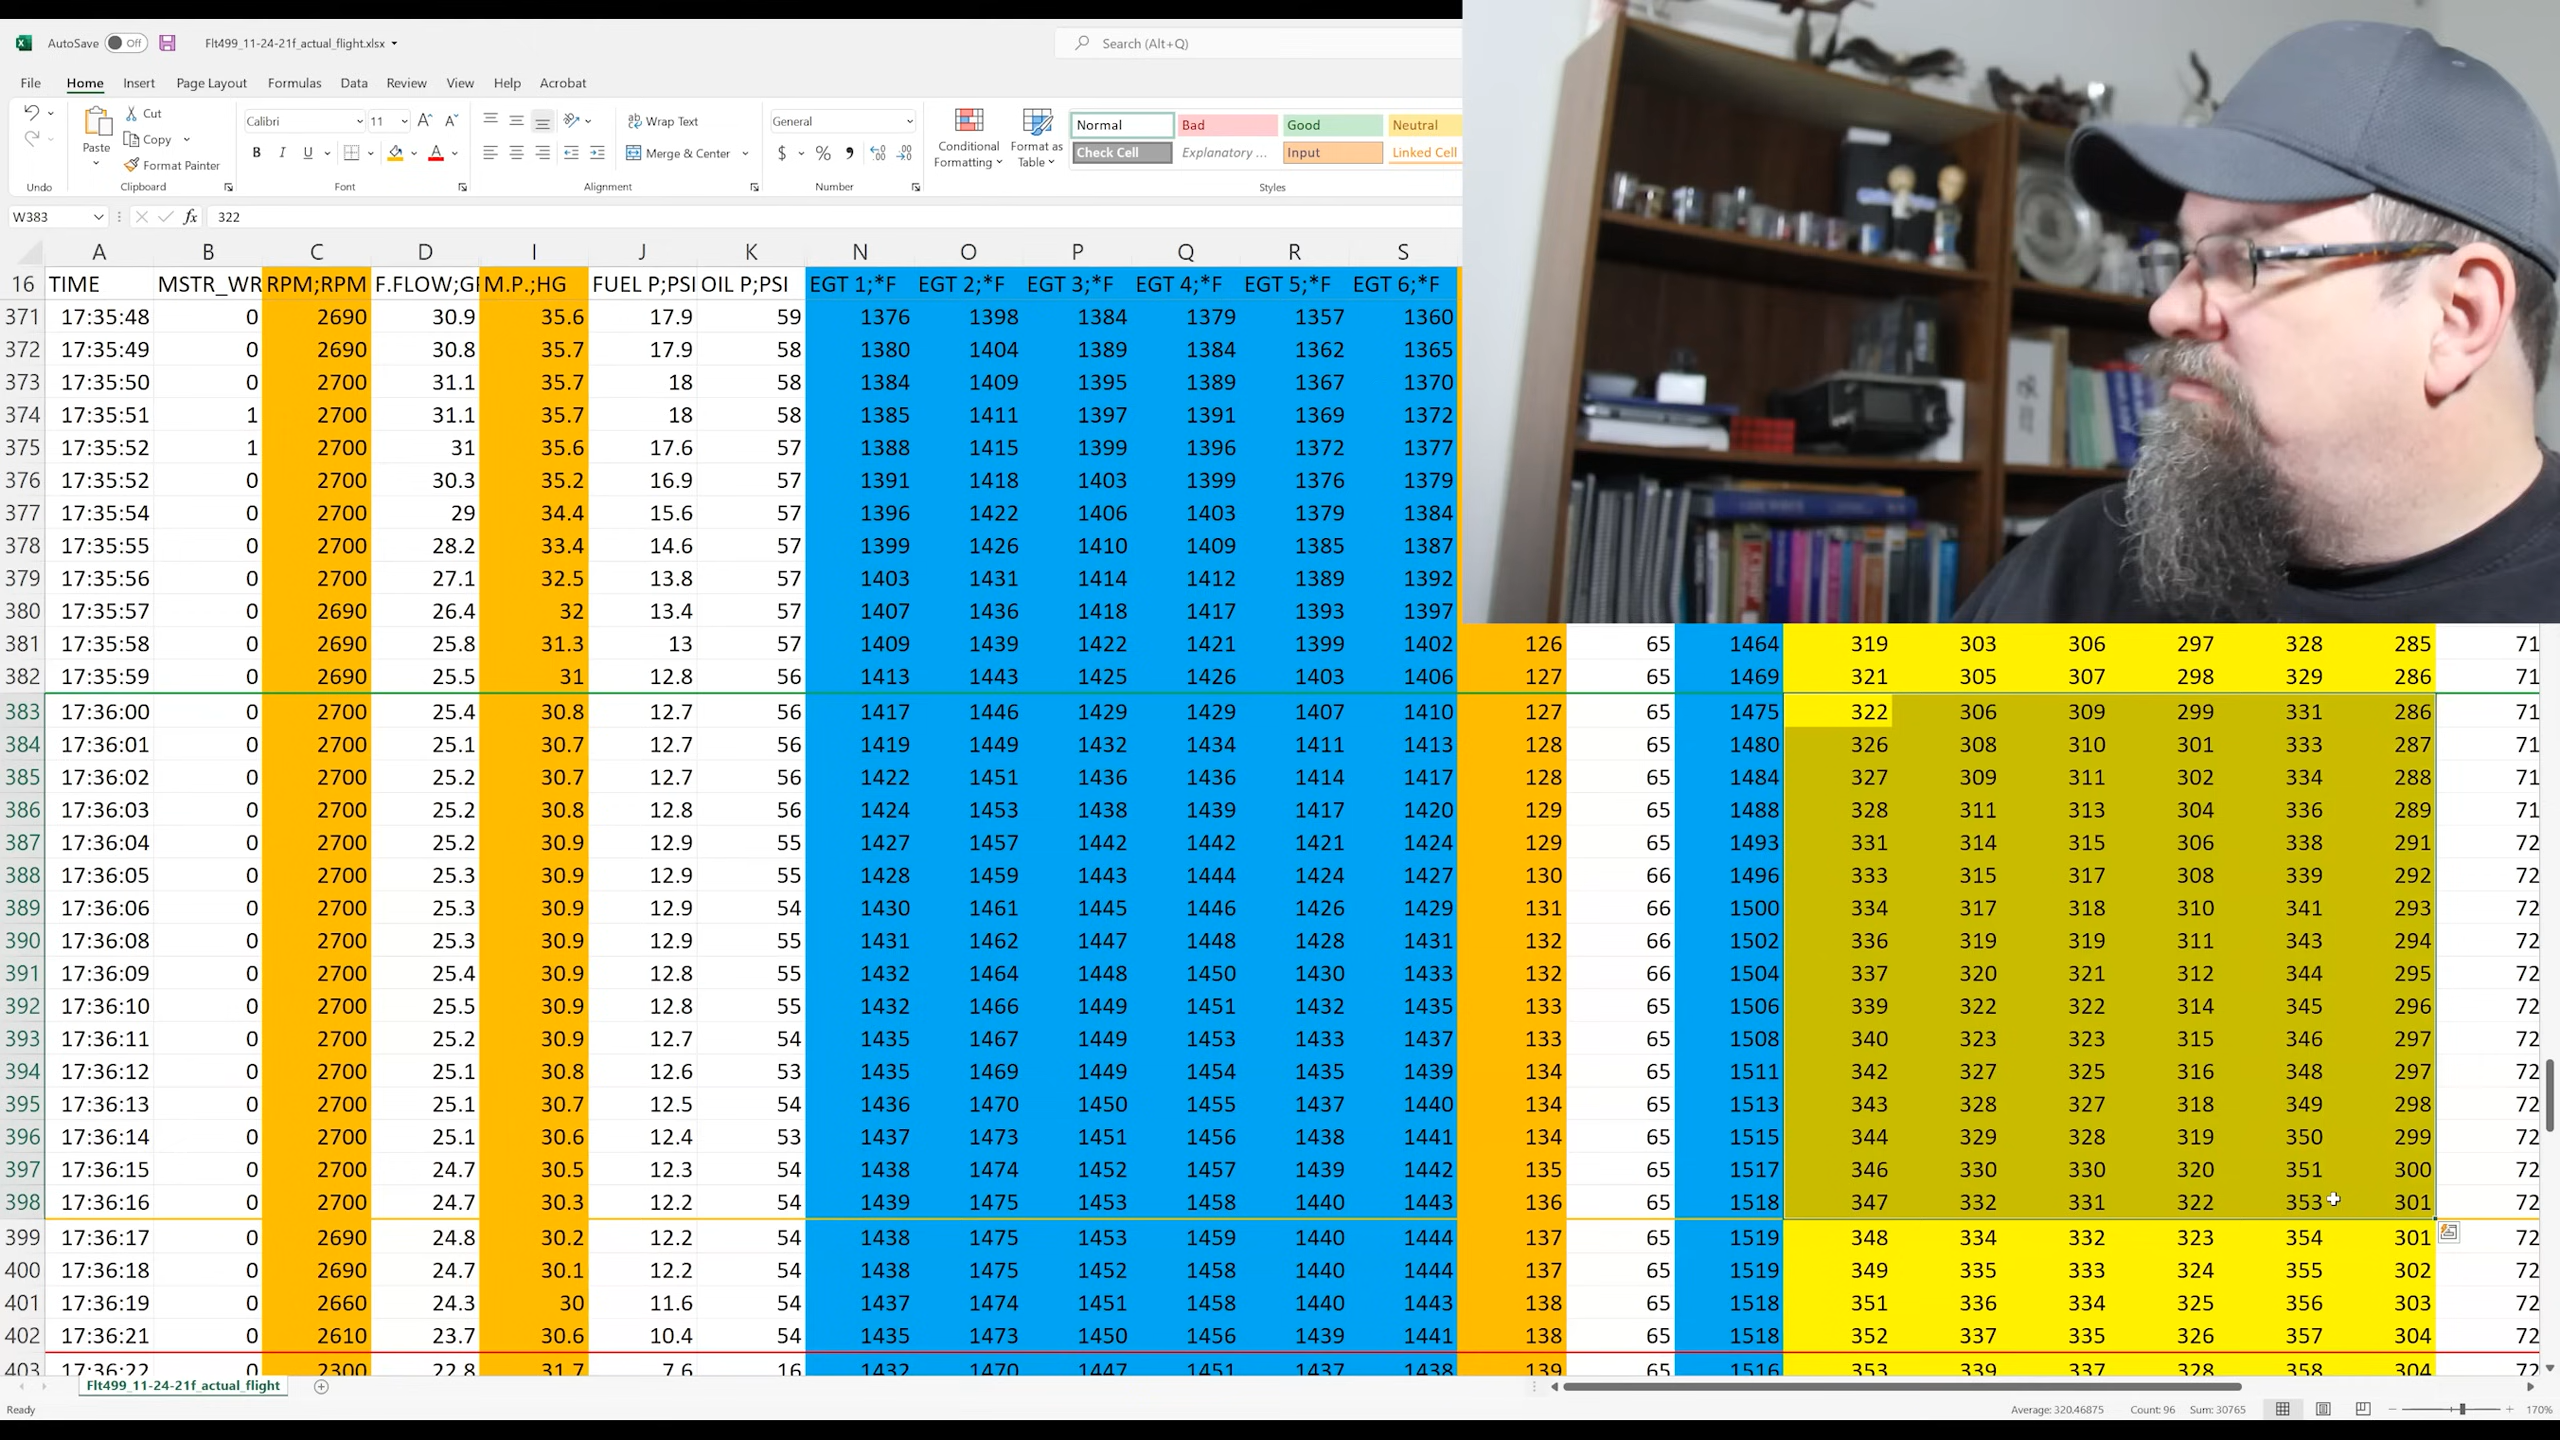 AutoSave Off Flt499_11-24-21f_actual_flight.xlsx Search (Alt+Q)
File Home Insert Page Layout Formulas Data Review View Help Acrobat
Cut
Copy
Format Painter
Paste
Calibri 11
B I U
Wrap Text
Merge & Center
General
$ %
Conditional Formatting
Format as Table
Normal Bad Good Neutral
Check Cell Explanatory ... Input Linked Cell
Undo Clipboard Font Alignment Number Styles
W383 fx 322
A B C D I J K N O P Q R S
16 TIME MSTR_WR RPM;RPM F.FLOW;G M.P.;HG FUEL P;PSI OIL P;PSI EGT 1;*F EGT 2;*F EGT 3;*F EGT 4;*F EGT 5;*F EGT 6;*F
371 17:35:48 0 2690 30.9 35.6 17.9 59 1376 1398 1384 1379 1357 1360
372 17:35:49 0 2690 30.8 35.7 17.9 58 1380 1404 1389 1384 1362 1365
373 17:35:50 0 2700 31.1 35.7 18 58 1384 1409 1395 1389 1367 1370
374 17:35:51 1 2700 31.1 35.7 18 58 1385 1411 1397 1391 1369 1372
375 17:35:52 1 2700 31 35.6 17.6 57 1388 1415 1399 1396 1372 1377
376 17:35:52 0 2700 30.3 35.2 16.9 57 1391 1418 1403 1399 1376 1379
377 17:35:54 0 2700 29 34.4 15.6 57 1396 1422 1406 1403 1379 1384
378 17:35:55 0 2700 28.2 33.4 14.6 57 1399 1426 1410 1409 1385 1387
379 17:35:56 0 2700 27.1 32.5 13.8 57 1403 1431 1414 1412 1389 1392
380 17:35:57 0 2690 26.4 32 13.4 57 1407 1436 1418 1417 1393 1397
381 17:35:58 0 2690 25.8 31.3 13 57 1409 1439 1422 1421 1399 1402 126 65 1464 319 303 306 297 328 285 71
382 17:35:59 0 2690 25.5 31 12.8 56 1413 1443 1425 1426 1403 1406 127 65 1469 321 305 307 298 329 286 71
383 17:36:00 0 2700 25.4 30.8 12.7 56 1417 1446 1429 1429 1407 1410 127 65 1475 322 306 309 299 331 286 71
384 17:36:01 0 2700 25.1 30.7 12.7 56 1419 1449 1432 1434 1411 1413 128 65 1480 326 308 310 301 333 287 71
385 17:36:02 0 2700 25.2 30.7 12.7 56 1422 1451 1436 1436 1414 1417 128 65 1484 327 309 311 302 334 288 71
386 17:36:03 0 2700 25.2 30.8 12.8 56 1424 1453 1438 1439 1417 1420 129 65 1488 328 311 313 304 336 289 71
387 17:36:04 0 2700 25.2 30.9 12.9 56 1427 1457 1442 1442 1421 1424 129 65 1493 331 314 315 306 338 291 72
388 17:36:05 0 2700 25.3 30.9 12.9 55 1428 1459 1443 1444 1424 1427 130 66 1496 333 315 317 308 339 292 72
389 17:36:06 0 2700 25.3 30.9 12.9 54 1430 1461 1445 1446 1426 1429 131 66 1500 334 317 318 310 341 293 72
390 17:36:08 0 2700 25.3 30.9 12.9 55 1431 1462 1447 1448 1428 1431 132 66 1502 336 319 319 311 343 294 72
391 17:36:09 0 2700 25.4 30.9 12.8 55 1432 1464 1448 1450 1430 1433 132 66 1504 337 320 321 312 344 295 72
392 17:36:10 0 2700 25.5 30.9 12.8 55 1432 1466 1449 1451 1432 1435 133 65 1506 339 322 322 314 345 296 72
393 17:36:11 0 2700 25.2 30.9 12.7 54 1435 1467 1449 1453 1433 1437 133 65 1508 340 323 323 315 346 297 72
394 17:36:12 0 2700 25.1 30.8 12.6 53 1435 1469 1449 1454 1435 1439 134 65 1511 342 327 325 316 348 297 72
395 17:36:13 0 2700 25.1 30.7 12.5 54 1436 1470 1450 1455 1437 1440 134 65 1513 343 328 327 318 349 298 72
396 17:36:14 0 2700 25.1 30.6 12.4 53 1437 1473 1451 1456 1438 1441 134 65 1515 344 329 328 319 350 299 72
397 17:36:15 0 2700 24.7 30.5 12.3 54 1438 1474 1452 1457 1439 1442 135 65 1517 346 330 330 320 351 300 72
398 17:36:16 0 2700 24.7 30.3 12.2 54 1439 1475 1453 1458 1440 1443 136 65 1518 347 332 331 322 353 301 72
399 17:36:17 0 2690 24.8 30.2 12.2 54 1438 1475 1453 1459 1440 1444 137 65 1519 348 334 332 323 354 301 72
400 17:36:18 0 2690 24.7 30.1 12.2 54 1438 1475 1452 1458 1440 1444 137 65 1519 349 335 333 324 355 302 72
401 17:36:19 0 2660 24.3 30 11.6 54 1437 1474 1451 1458 1440 1443 138 65 1518 351 336 334 325 356 303 72
402 17:36:21 0 2610 23.7 30.6 10.4 54 1435 1473 1450 1456 1439 1441 138 65 1518 352 337 335 326 357 304 72
403 17:36:22 0 2300 22.8 31.7 7.6 16 1432 1470 1447 1451 1437 1438 139 65 1516 353 339 337 328 358 304 72
Flt499_11-24-21f_actual_flight
Ready Average: 320.46875 Count: 96 Sum: 30765 170%